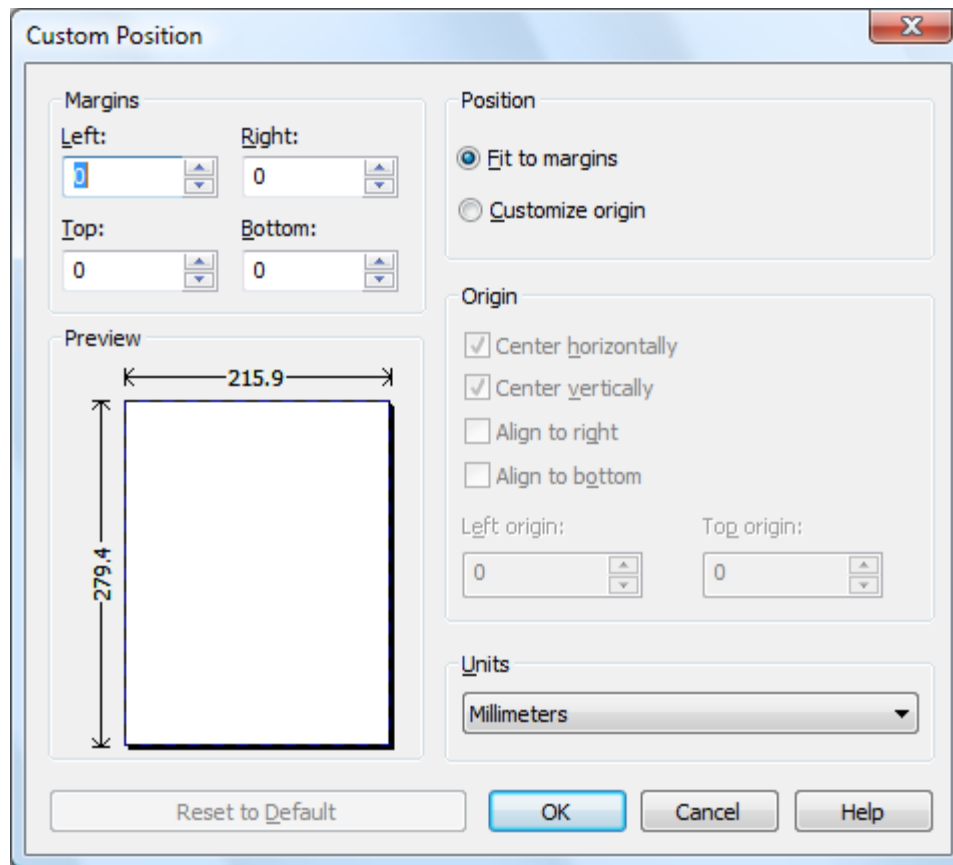 Custom Position
Margins
Left: Right:
0 0
Top: Bottom:
0 0
Preview
215.9
279.4
Position
Fit to margins
Customize origin
Origin
Center horizontally
Center vertically
Align to right
Align to bottom
Left origin: Top origin:
0 0
Units
Millimeters
Reset to Default OK Cancel Help